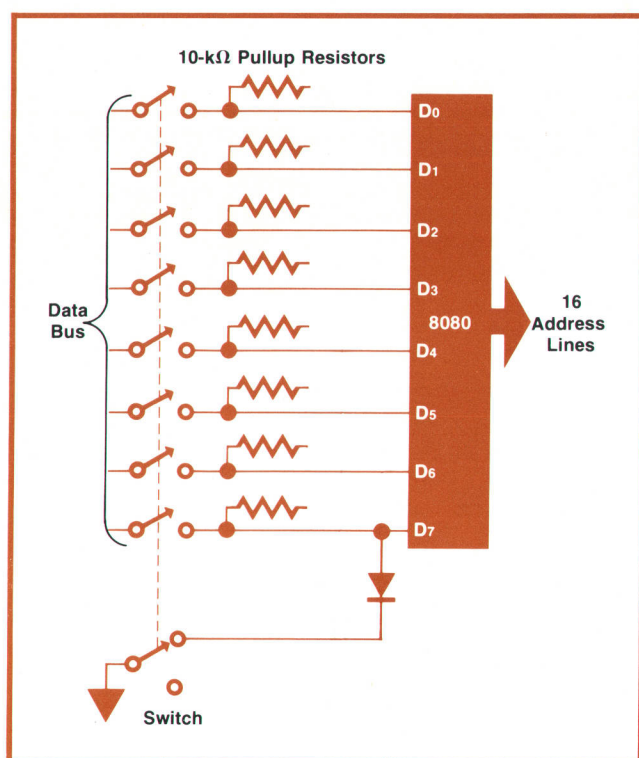 10-kΩ Pullup Resistors
D0
D1
D2
D3
Data
Bus
8080
16
Address
Lines
D4
D5
D6
D7
Switch